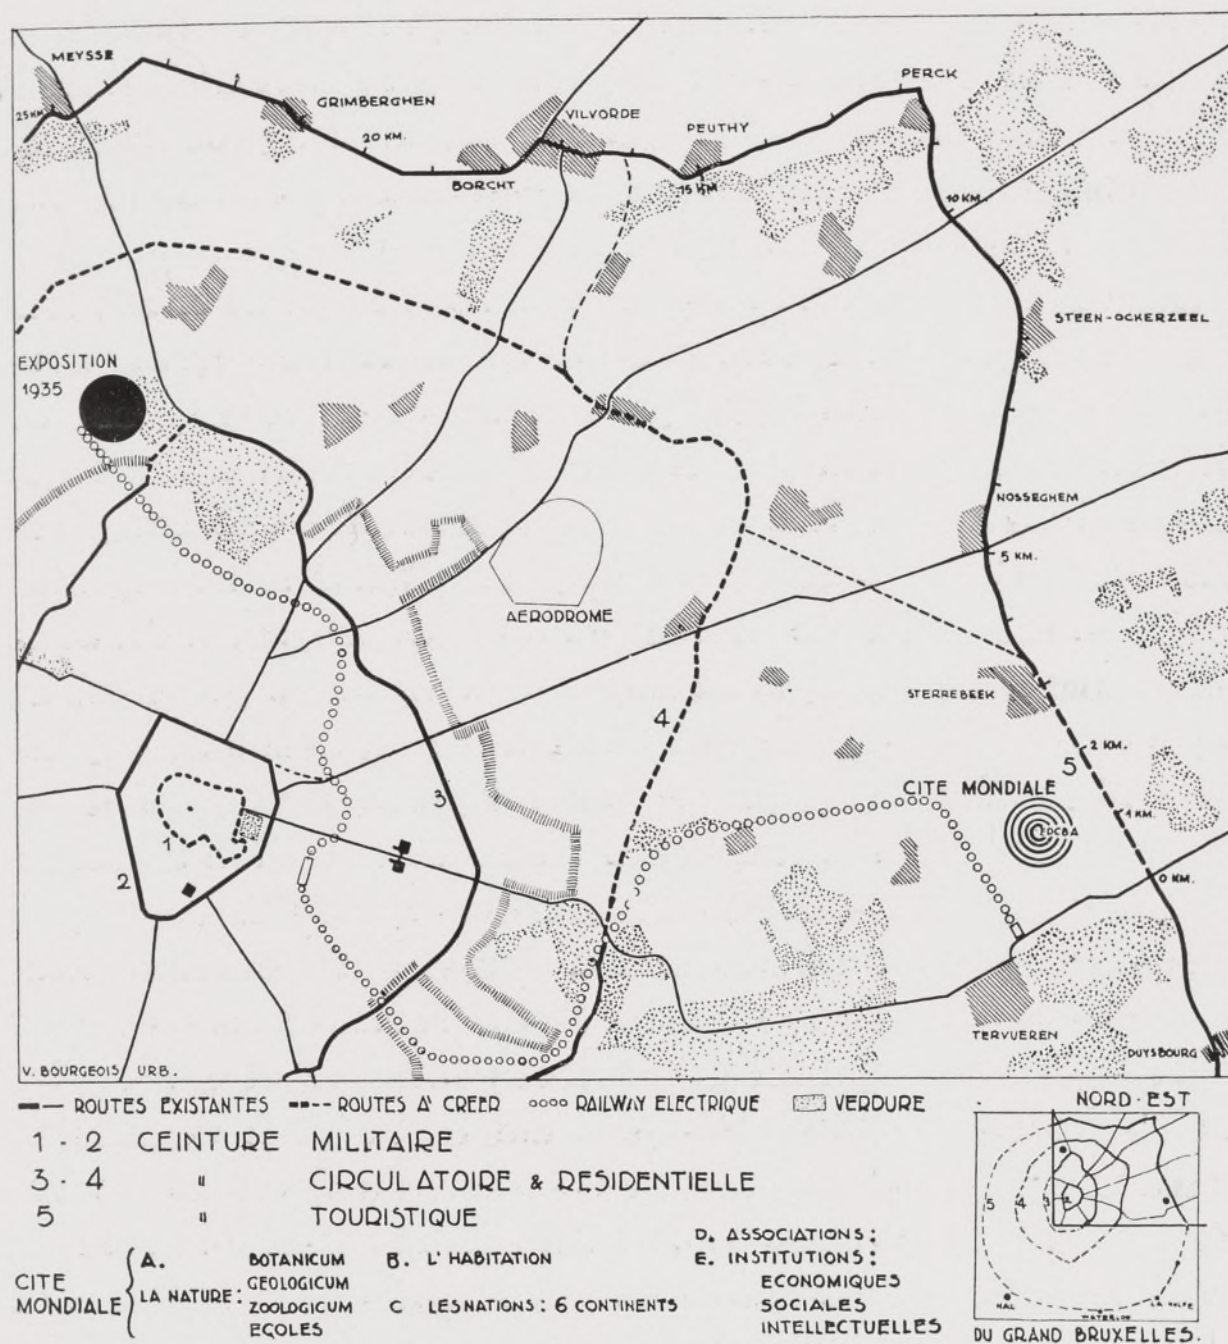 MEYSSE
PERCK
25 KM.
GRIMBERGHEN
VILVORDE
PEUTHY
20 KM.
BORCHT
15 KM
10 KM.
STEEN-OCKERZEEL
EXPOSITION
1935
NOSSEGHEM
5 KM.
AERODROME
STERREBEEK
4
2 KM.
5
CITE MONDIALE
3
1 KM.
EDCBA
1
2
0 KM.
TERVUEREN
DUYSBOURG
V. BOURGEOIS URB.
ROUTES EXISTANTES ROUTES A' CREER RAILWAY ELECTRIQUE VERDURE
1 - 2 CEINTURE MILITAIRE
3 - 4 " CIRCULATOIRE & RESIDENTIELLE
5 " TOURISTIQUE
CITE MONDIALE
A. LA NATURE:
BOTANICUM
GEOLOGICUM
ZOOLOGICUM
ECOLES
B. L'HABITATION
C LES NATIONS: 6 CONTINENTS
D. ASSOCIATIONS:
E. INSTITUTIONS:
ECONOMIQUES
SOCIALES
INTELLECTUELLES
NORD-EST
5 4 3
HAL
WATERLOO
LA HULPE
DU GRAND BRUXELLES.